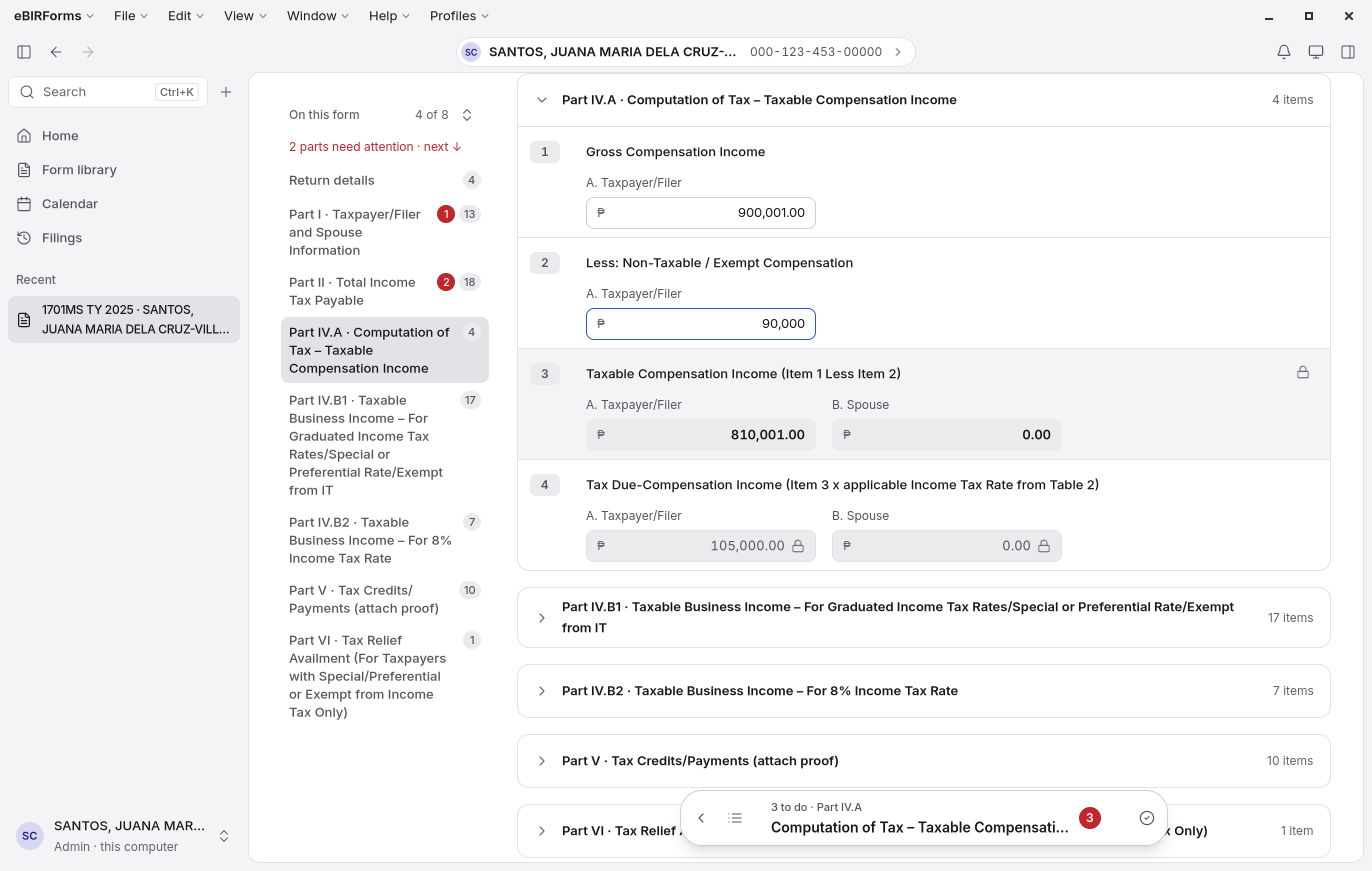 eBIRForms File Edit View Window Help Profiles
SC SANTOS, JUANA MARIA DELA CRUZ-... 000-123-453-00000
Search Ctrl+K
Home
Form library
Calendar
Filings
Recent
1701MS TY 2025 · SANTOS,
JUANA MARIA DELA CRUZ-VILL...
SC SANTOS, JUANA MAR...
Admin · this computer
On this form 4 of 8
2 parts need attention · next ↓
Return details 4
Part I · Taxpayer/Filer 1 13
and Spouse
Information
Part II · Total Income 2 18
Tax Payable
Part IV.A · Computation of 4
Tax – Taxable
Compensation Income
Part IV.B1 · Taxable 17
Business Income – For
Graduated Income Tax
Rates/Special or
Preferential Rate/Exempt
from IT
Part IV.B2 · Taxable 7
Business Income – For 8%
Income Tax Rate
Part V · Tax Credits/ 10
Payments (attach proof)
Part VI · Tax Relief 1
Availment (For Taxpayers
with Special/Preferential
or Exempt from Income
Tax Only)
Part IV.A · Computation of Tax – Taxable Compensation Income 4 items
1 Gross Compensation Income
A. Taxpayer/Filer
₱ 900,001.00
2 Less: Non-Taxable / Exempt Compensation
A. Taxpayer/Filer
₱ 90,000
3 Taxable Compensation Income (Item 1 Less Item 2)
A. Taxpayer/Filer B. Spouse
₱ 810,001.00 ₱ 0.00
4 Tax Due-Compensation Income (Item 3 x applicable Income Tax Rate from Table 2)
A. Taxpayer/Filer B. Spouse
₱ 105,000.00 ₱ 0.00
Part IV.B1 · Taxable Business Income – For Graduated Income Tax Rates/Special or Preferential Rate/Exempt
from IT
17 items
Part IV.B2 · Taxable Business Income – For 8% Income Tax Rate 7 items
Part V · Tax Credits/Payments (attach proof) 10 items
Part VI · Tax Relief Only) 1 item
3 to do · Part IV.A
Computation of Tax – Taxable Compensati... 3